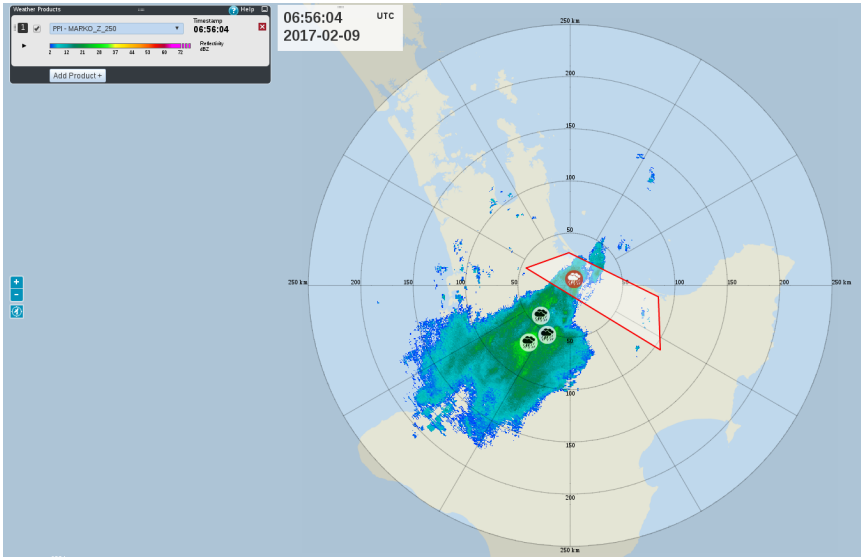 Weather Products
Help
1
PPI - MARKO_Z_250
Timestamp
06:56:04
2 12 21 28 37 44 53 60 72
Reflectivity
dBZ
Add Product +
06:56:04 UTC
2017-02-09
250 km
200
150
100
50
250 km 200 150 100 50 50 100 150 200 250 km
50
100
150
200
250 km
+
−